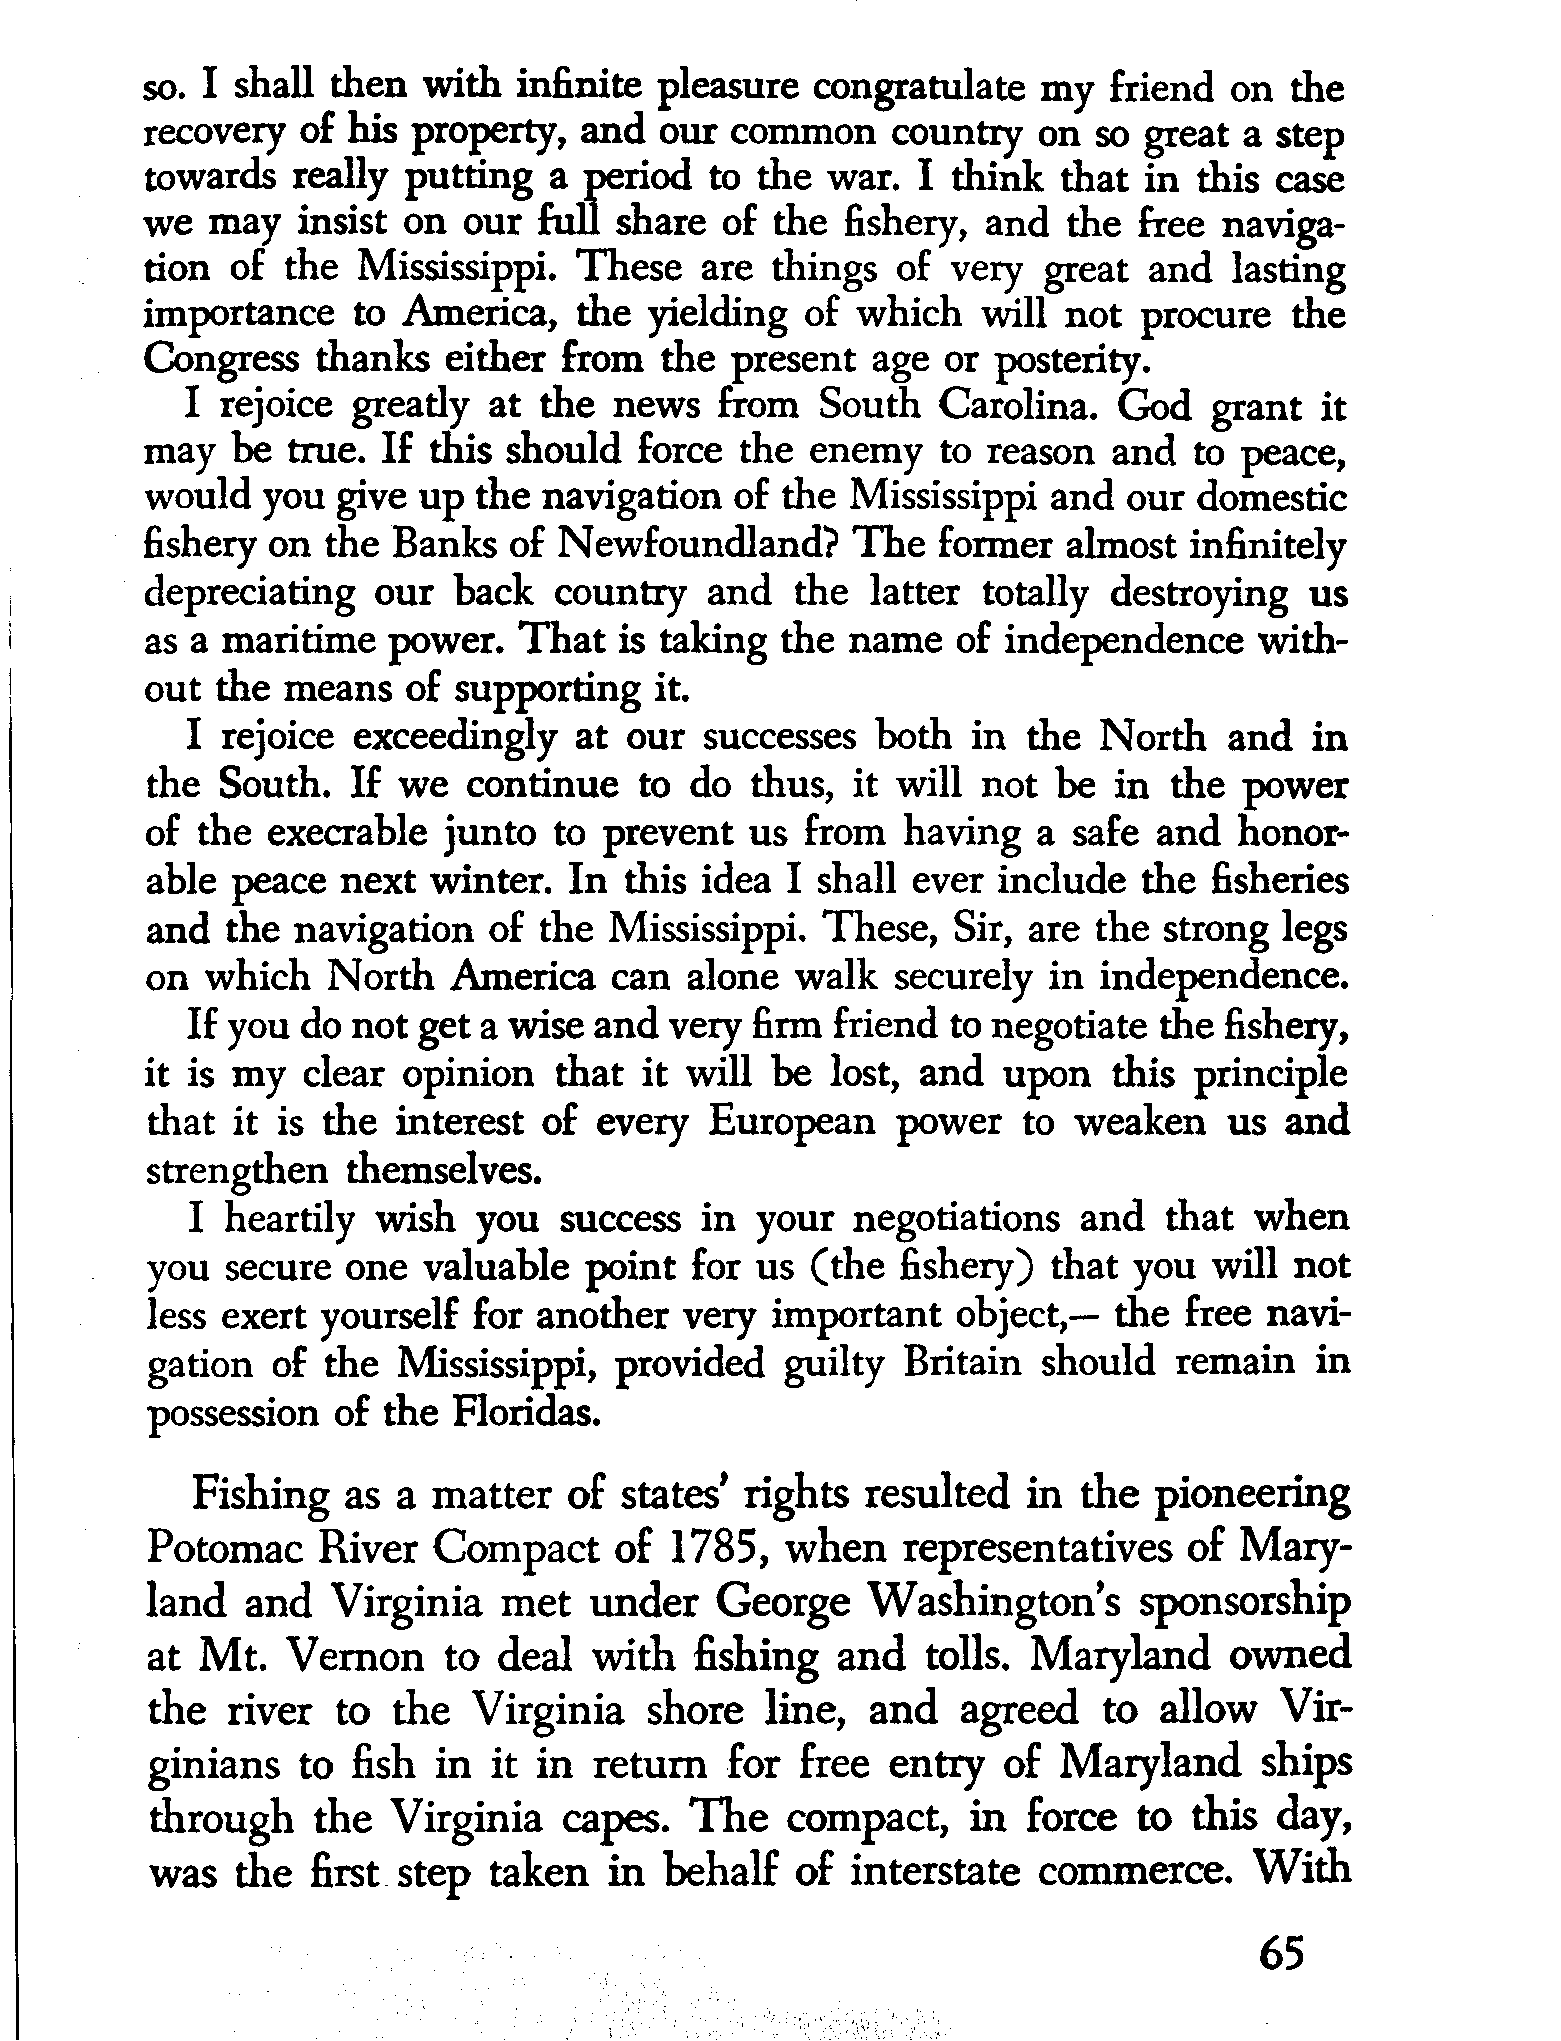 so. I shall then with infinite pleasure congratulate my friend on the
recovery of his property, and our common country on so great a step
towards really putting a period to the war. I think that in this case
we may insist on our full share of the fishery, and the free naviga-
tion of the Mississippi. These are things of very great and lasting
importance to America, the yielding of which will not procure the
Congress thanks either from the present age or posterity.
I rejoice greatly at the news from South Carolina. God grant it
may be true. If this should force the enemy to reason and to peace,
would you give up the navigation of the Mississippi and our domestic
fishery on the Banks of Newfoundland? The former almost infinitely
depreciating our back country and the latter totally destroying us
as a maritime power. That is taking the name of independence with-
out the means of supporting it.
I rejoice exceedingly at our successes both in the North and in
the South. If we continue to do thus, it will not be in the power
of the execrable junto to prevent us from having a safe and honor-
able peace next winter. In this idea I shall ever include the fisheries
and the navigation of the Mississippi. These, Sir, are the strong legs
on which North America can alone walk securely in independence.
If you do not get a wise and very firm friend to negotiate the fishery,
it is my clear opinion that it will be lost, and upon this principle
that it is the interest of every European power to weaken us and
strengthen themselves.
I heartily wish you success in your negotiations and that when
you secure one valuable point for us (the fishery) that you will not
less exert yourself for another very important object,— the free navi-
gation of the Mississippi, provided guilty Britain should remain in
possession of the Floridas.
Fishing as a matter of states' rights resulted in the pioneering
Potomac River Compact of 1785, when representatives of Mary-
land and Virginia met under George Washington's sponsorship
at Mt. Vernon to deal with fishing and tolls. Maryland owned
the river to the Virginia shore line, and agreed to allow Vir-
ginians to fish in it in return for free entry of Maryland ships
through the Virginia capes. The compact, in force to this day,
was the first step taken in behalf of interstate commerce. With
65